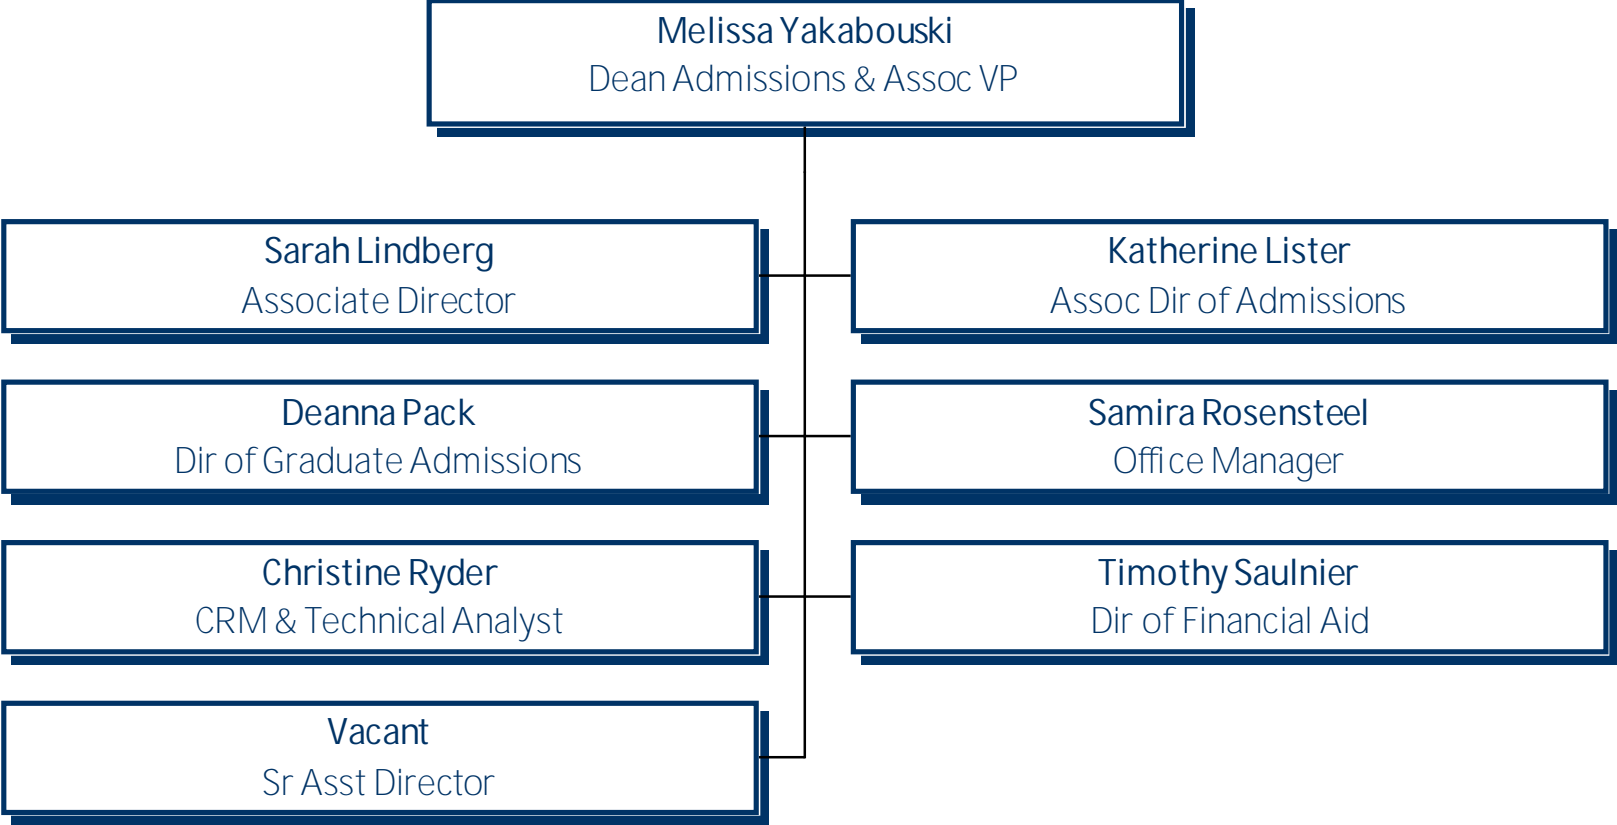 Melissa Yakabouski
Dean Admissions & Assoc VP
Sarah Lindberg
Associate Director
Katherine Lister
Assoc Dir of Admissions
Deanna Pack
Dir of Graduate Admissions
Samira Rosensteel
Office Manager
Christine Ryder
CRM & Technical Analyst
Timothy Saulnier
Dir of Financial Aid
Vacant
Sr Asst Director